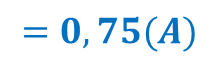 = 0, 75(A)